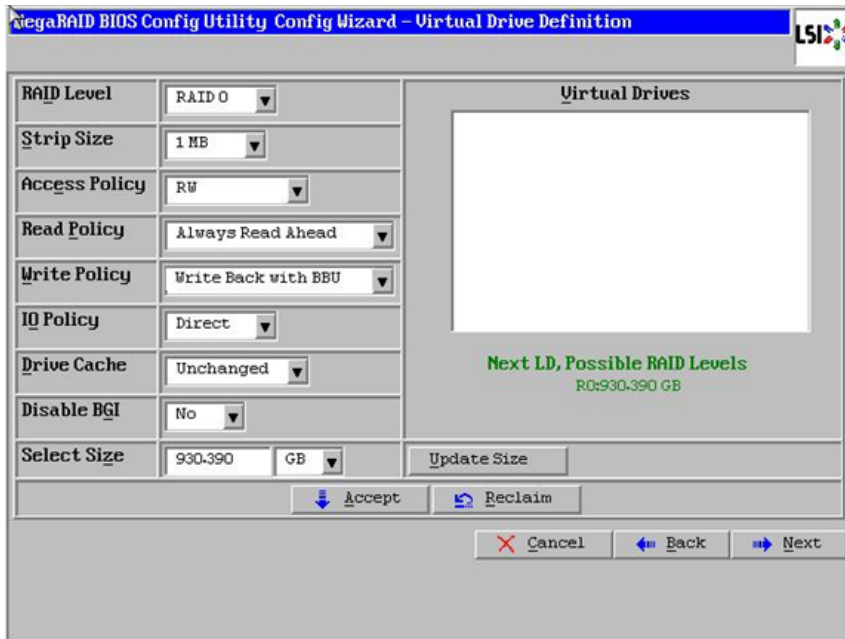 egaRAID BIOS Config Utility Config Wizard – Virtual Drive Definition
LSI
RAID Level RAID 0
Virtual Drives
Strip Size 1 MB
Access Policy RW
Read Policy Always Read Ahead
Write Policy Write Back with BBU
IO Policy Direct
Next LD, Possible RAID Levels
R0:930.390 GB
Drive Cache Unchanged
Disable BGI No
Select Size 930.390 GB Update Size
Accept Reclaim
Cancel Back Next